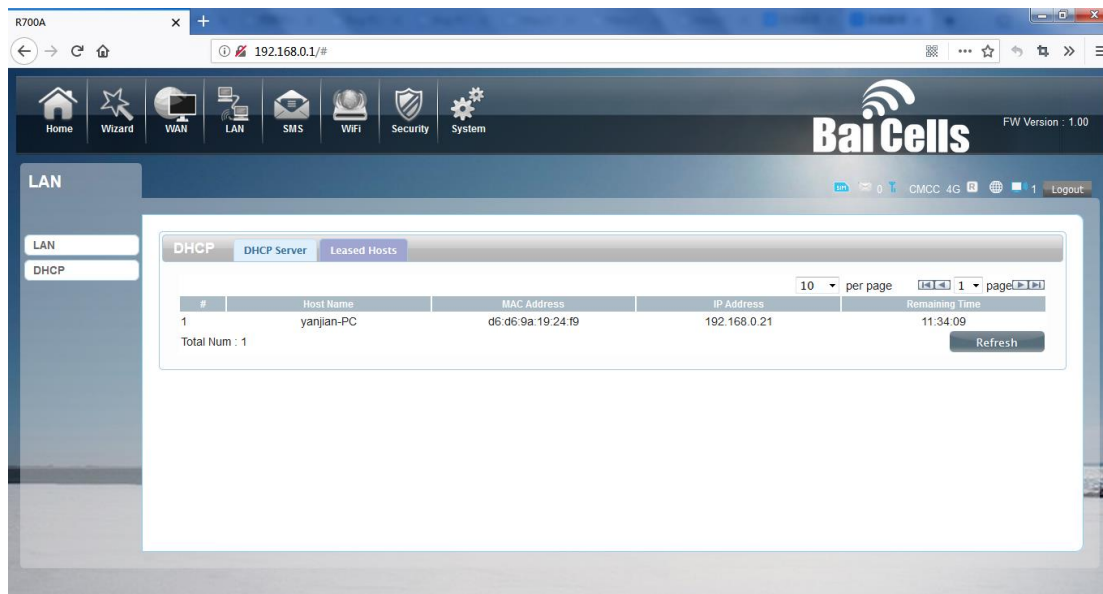 R700A
192.168.0.1/#
Home Wizard WAN LAN SMS WiFi Security System
BaiCells
FW Version : 1.00
LAN
SIM 0 CMCC 4G R 1 Logout
LAN
DHCP
DHCP DHCP Server Leased Hosts
10 per page 1 page
# Host Name MAC Address IP Address Remaining Time
1 yanjian-PC d6:d6:9a:19:24:f9 192.168.0.21 11:34:09
Total Num : 1
Refresh